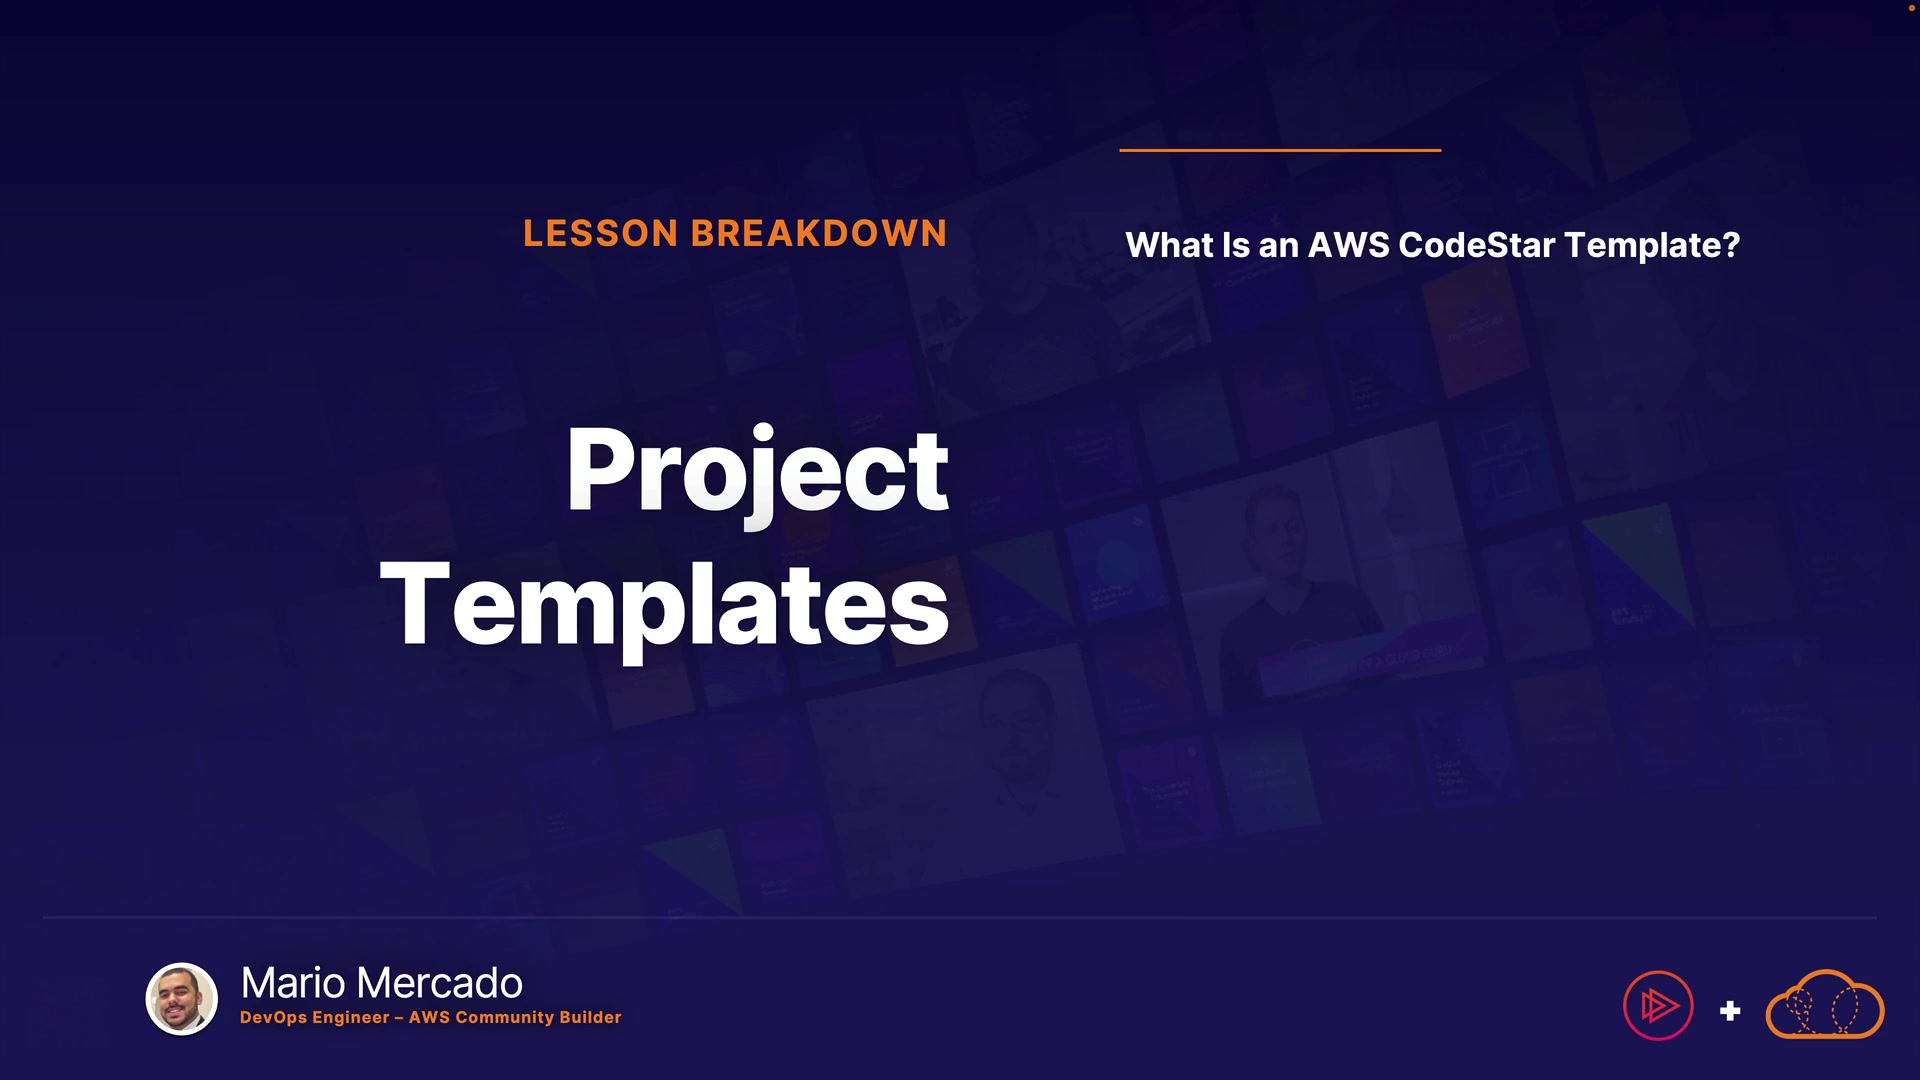 LESSON BREAKDOWN
Project
Templates
What Is an AWS CodeStar Template?
Mario Mercado
DevOps Engineer – AWS Community Builder